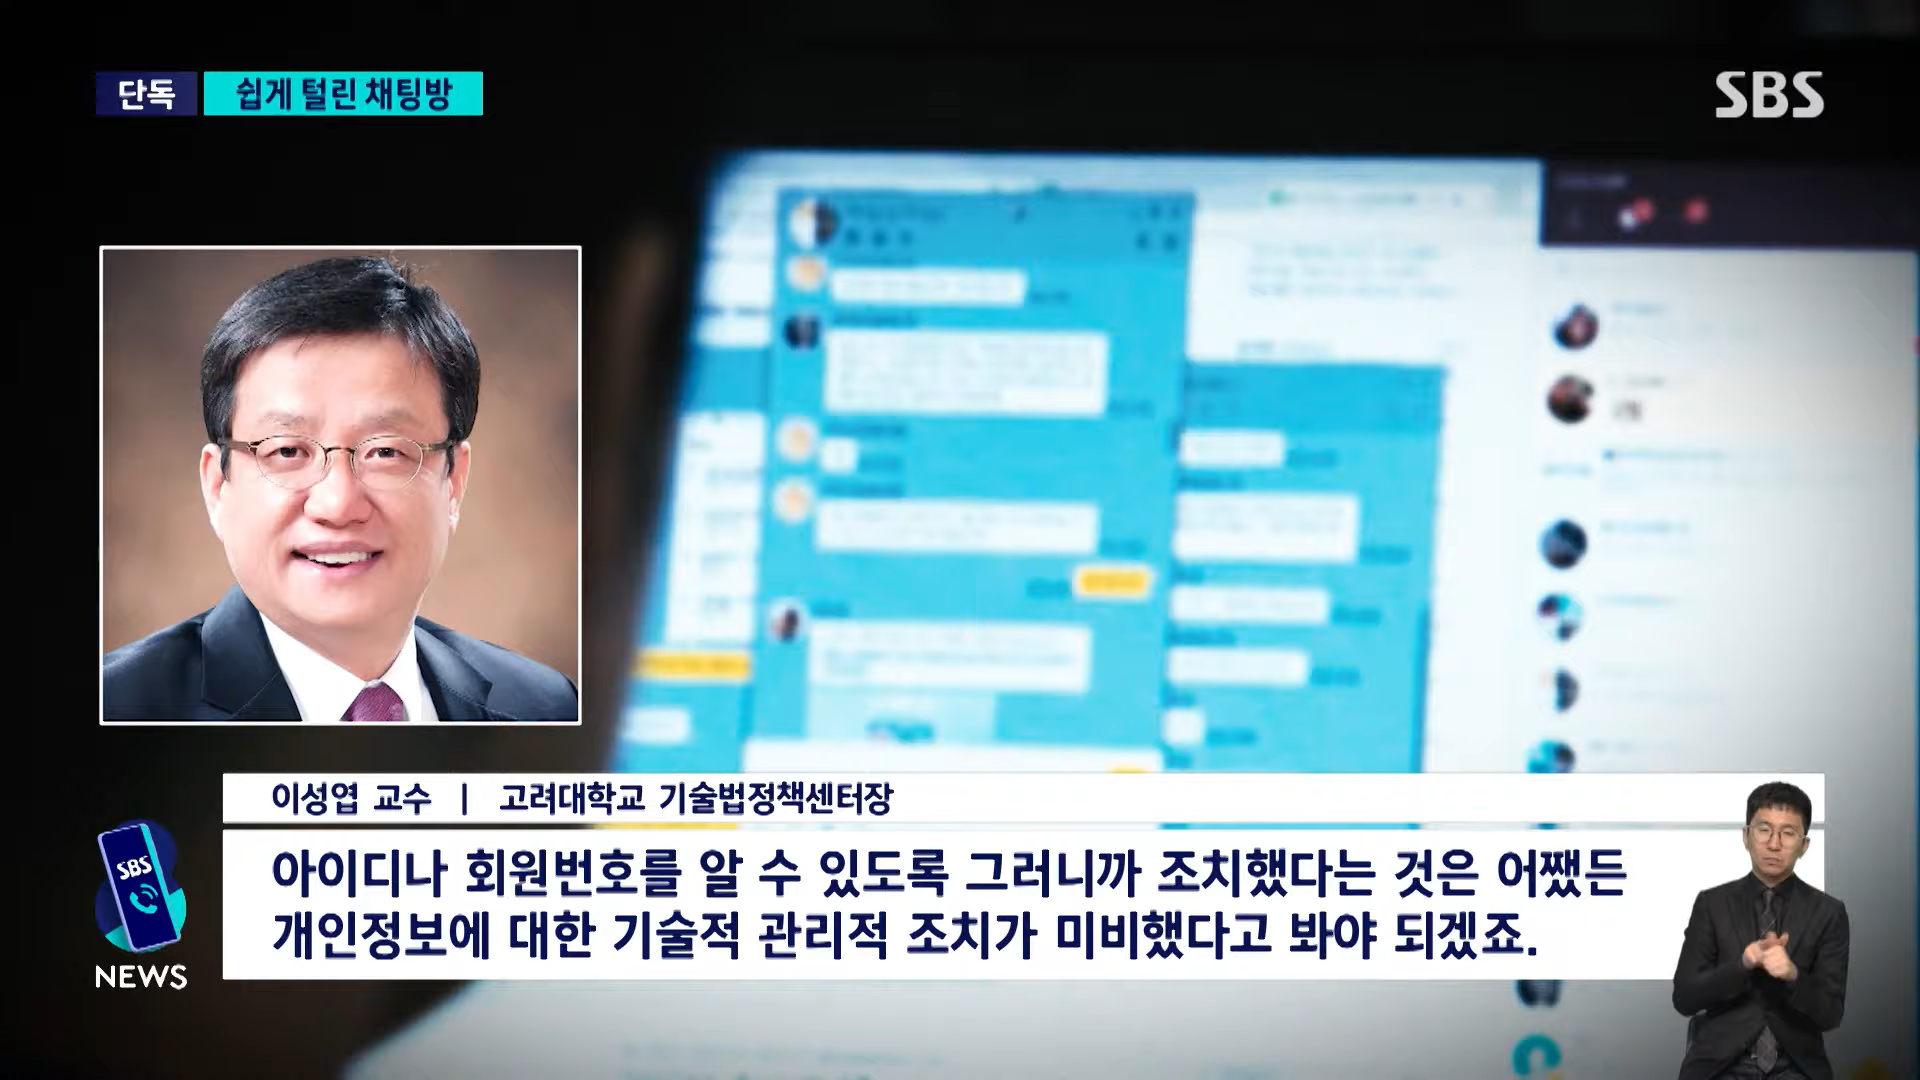 단독 쉽게 털린 채팅방
SBS
이성엽 교수 | 고려대학교 기술법정책센터장
아이디나 회원번호를 알 수 있도록 그러니까 조치했다는 것은 어쨌든
개인정보에 대한 기술적 관리적 조치가 미비했다고 봐야 되겠죠.
SBS
NEWS